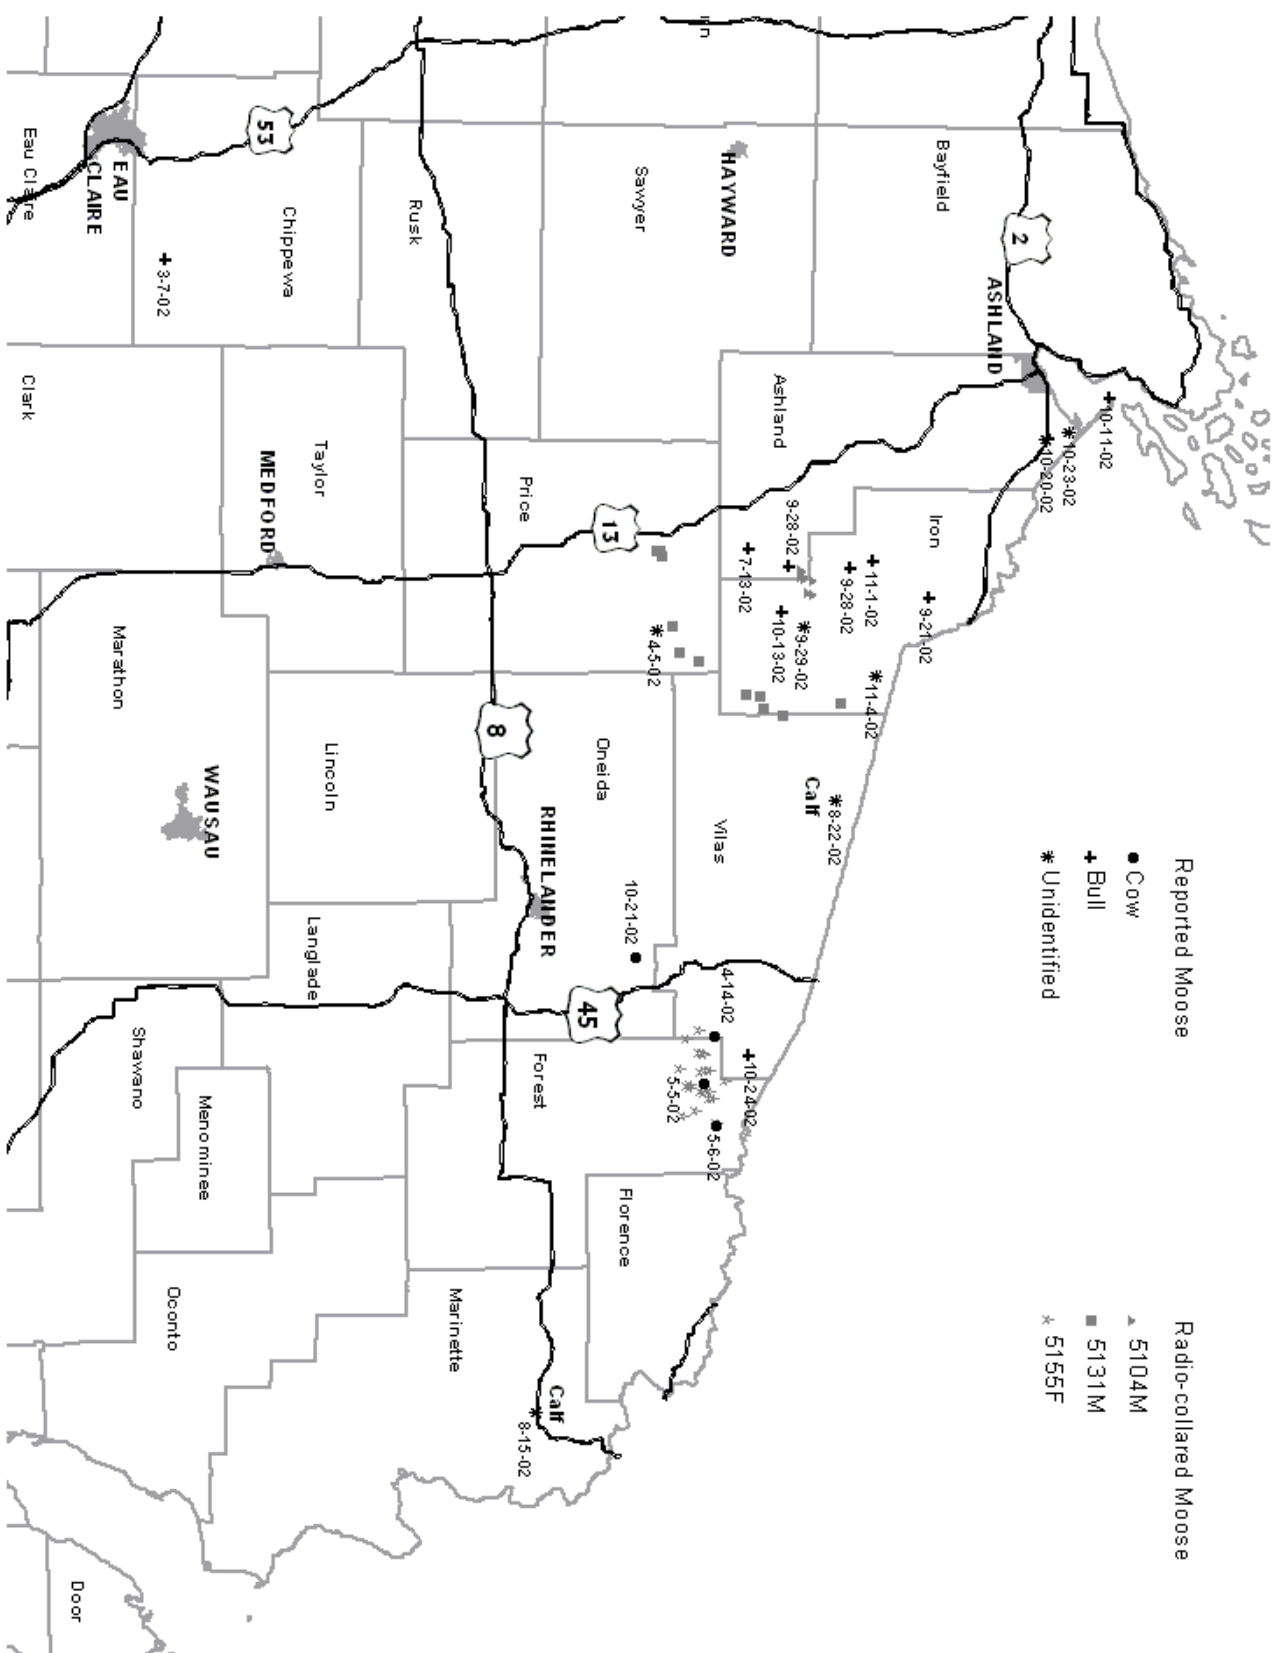 Reported Moose
Cow
Bull
Unidentified
Radio-collared Moose
5104M
5131M
5155F
10-11-02
10-23-02
10-20-02
2
ASHLAND
Bayfield
Iron
9-21-02
11-1-02
9-28-02
11-4-02
8-22-02
Calf
9-28-02
9-29-02
10-13-02
7-13-02
Ashland
HAYWARD
Vilas
4-14-02
10-24-02
5-6-02
5-5-02
Sawyer
4-5-02
10-21-02
Florence
13
Oneida
45
RHINELANDER
Calf
8-15-02
Price
Forest
8
Rusk
Marinette
Taylor
Lincoln
Langlade
Chippewa
53
MEDFORD
WAUSAU
Menominee
3-7-02
Oconto
Shawano
Marathon
EAU
CLAIRE
Door
Eau Claire
Clark